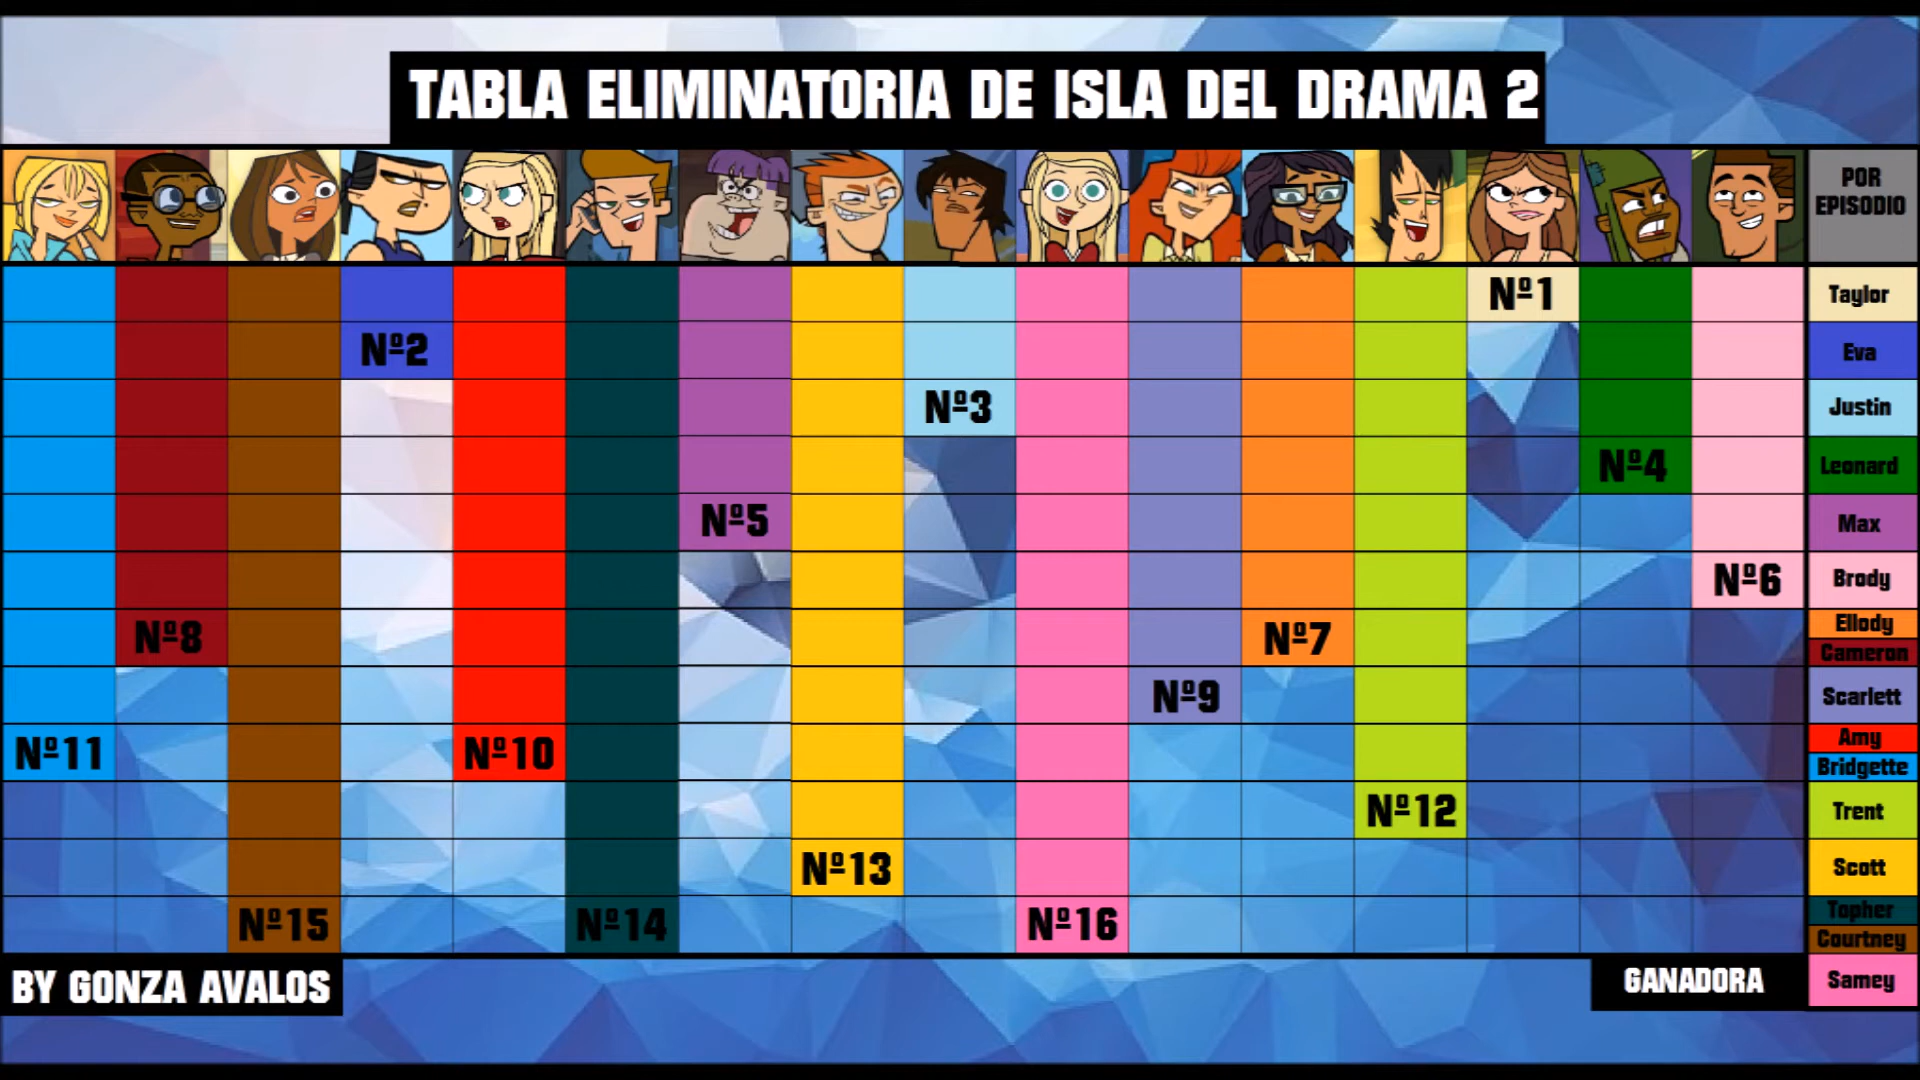 TABLA ELIMINATORIA DE ISLA DEL DRAMA 2
POR
EPISODIO
Nº1 Taylor
Nº2 Eva
Nº3 Justin
Nº4 Leonard
Nº5 Max
Nº6 Brody
Nº8 Nº7 Ellody
Cameron
Nº9 Scarlett
Nº11 Nº10 Amy
Bridgette
Nº12 Trent
Nº13 Scott
Nº15 Nº14 Nº16 Topher
Courtney
BY GONZA AVALOS GANADORA Samey